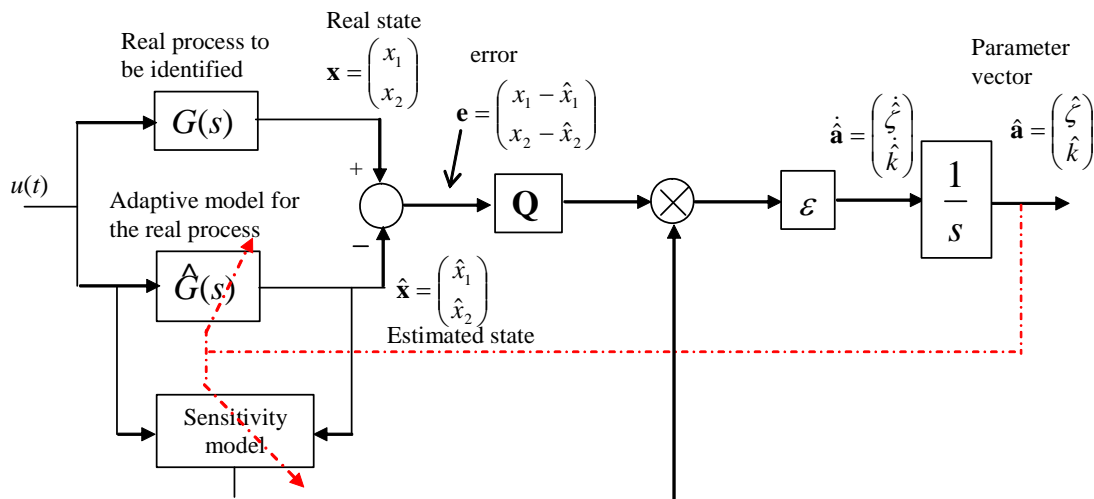 Real state
Real process to
be identified
x = (x₁
x₂)
error
e = (x₁ − x̂₁
x₂ − x̂₂)
Parameter
vector
â̇ = (ζ̂̇
k̂̇)
â = (ζ̂
k̂)
G(s)
+
u(t)
Adaptive model for
the real process
−
Q
ε
1
s
Ĝ(s)
x̂ = (x̂₁
x̂₂)
Estimated state
Sensitivity
model